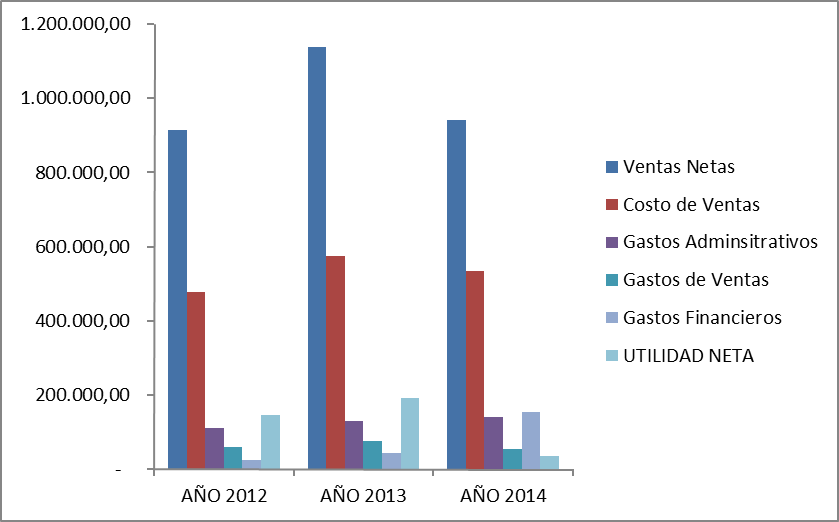 1.200.000,00
1.000.000,00
800.000,00
600.000,00
400.000,00
200.000,00
-
AÑO 2012
AÑO 2013
AÑO 2014
Ventas Netas
Costo de Ventas
Gastos Adminsitrativos
Gastos de Ventas
Gastos Financieros
UTILIDAD NETA